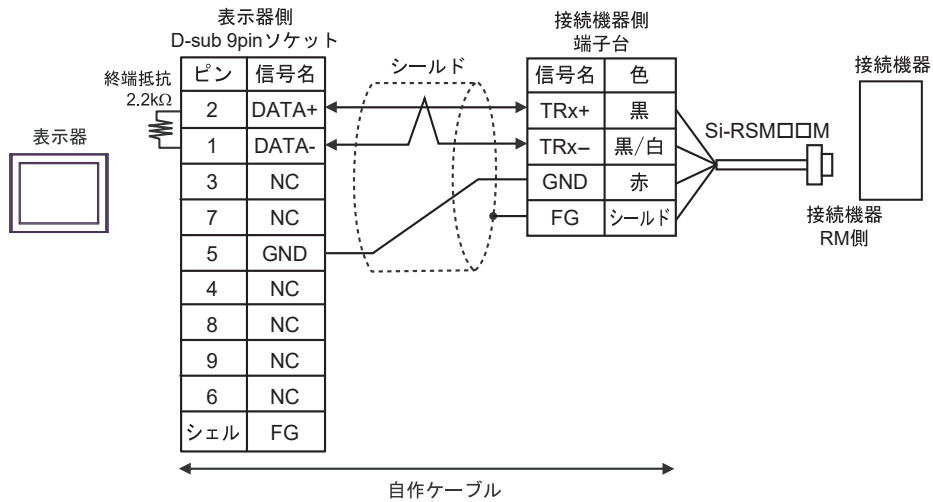 表示器側
D-sub 9pinソケット
接続機器側
端子台
終端抵抗
2.2kΩ
シールド
接続機器
表示器
ピン 信号名
2 DATA+
1 DATA-
3 NC
7 NC
5 GND
4 NC
8 NC
9 NC
6 NC
シェル FG
信号名 色
TRx+ 黒
TRx− 黒/白
GND 赤
FG シールド
Si-RSM□□M
接続機器
RM側
自作ケーブル